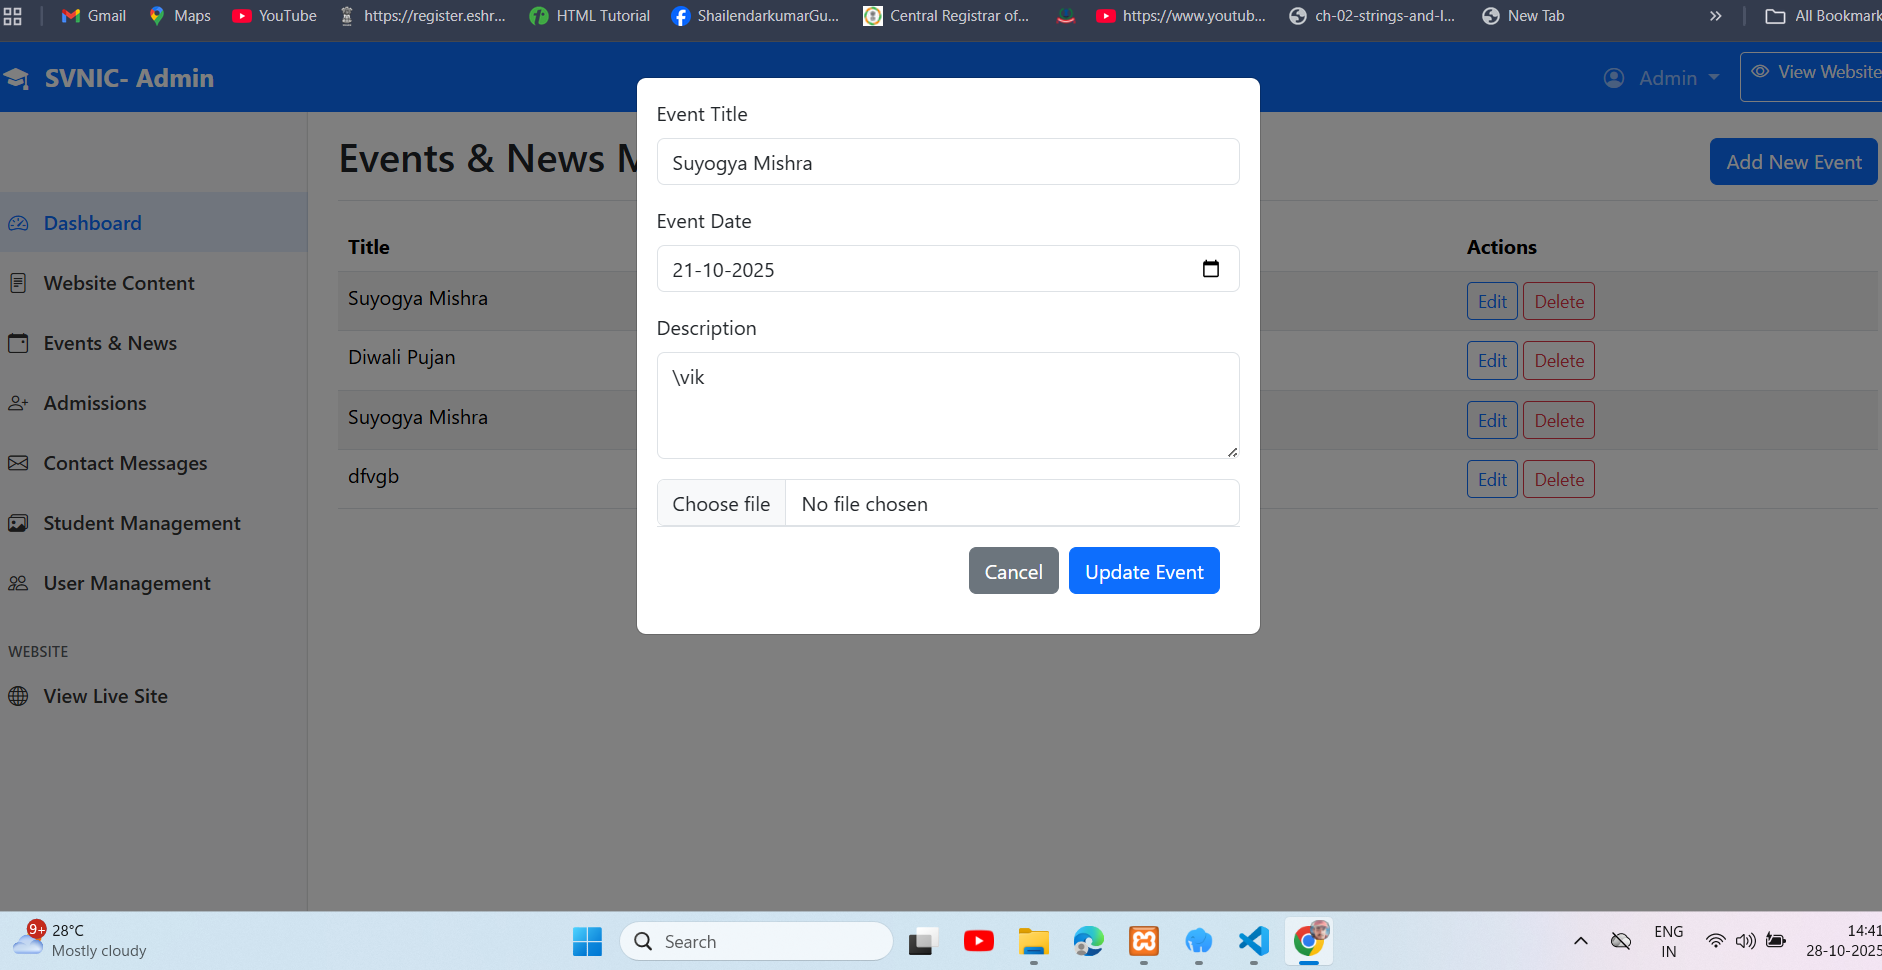 Gmail
Maps
YouTube
https://register.eshr...
HTML Tutorial
ShailendarkumarGu...
Central Registrar of...
https://www.youtub...
ch-02-strings-and-l...
New Tab
»
All Bookmark
SVNIC- Admin
Admin
View Website
Events & News M
Add New Event
Dashboard
Website Content
Events & News
Admissions
Contact Messages
Student Management
User Management
WEBSITE
View Live Site
Title
Actions
Suyogya Mishra
Edit Delete
Diwali Pujan
Edit Delete
Suyogya Mishra
Edit Delete
dfvgb
Edit Delete
Event Title
Suyogya Mishra
Event Date
21-10-2025
Description
\vik
Choose file No file chosen
Cancel Update Event
9+
28°C
Mostly cloudy
Search
ENG
IN
14:41
28-10-2025